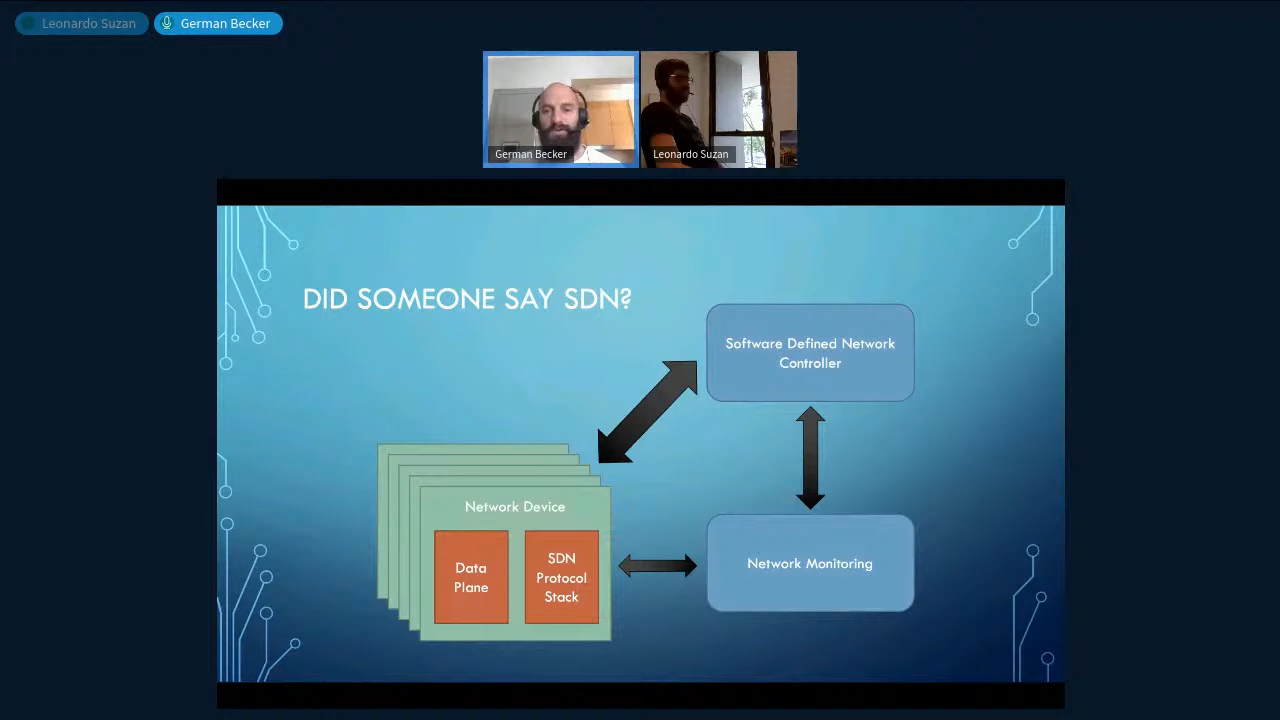 Leonardo Suzan
German Becker
German Becker
Leonardo Suzan
DID SOMEONE SAY SDN?
Software Defined Network
Controller
Network Device
Data
Plane
SDN
Protocol
Stack
Network Monitoring